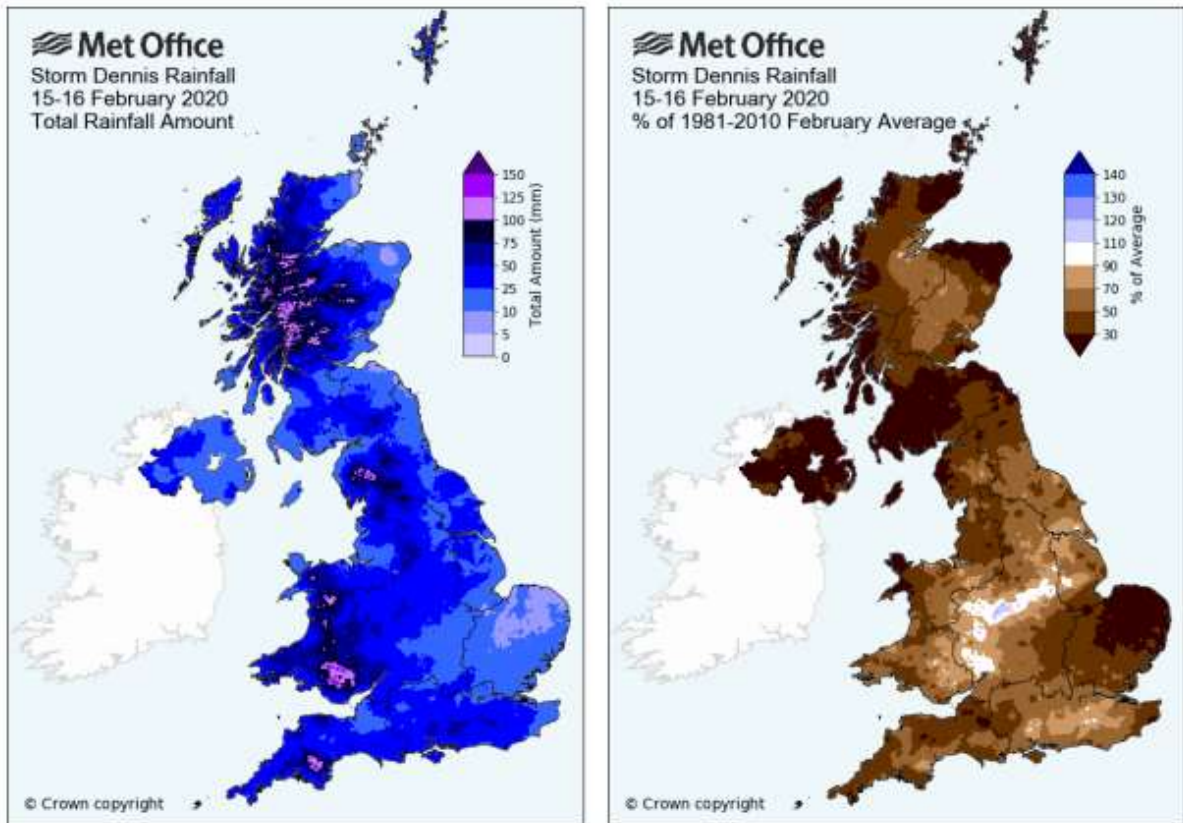 Met Office
Storm Dennis Rainfall
15-16 February 2020
Total Rainfall Amount
150
125
100
75
50
25
10
5
0
Total Amount (mm)
© Crown copyright
Met Office
Storm Dennis Rainfall
15-16 February 2020
% of 1981-2010 February Average
140
130
120
110
90
70
50
30
% of Average
© Crown copyright